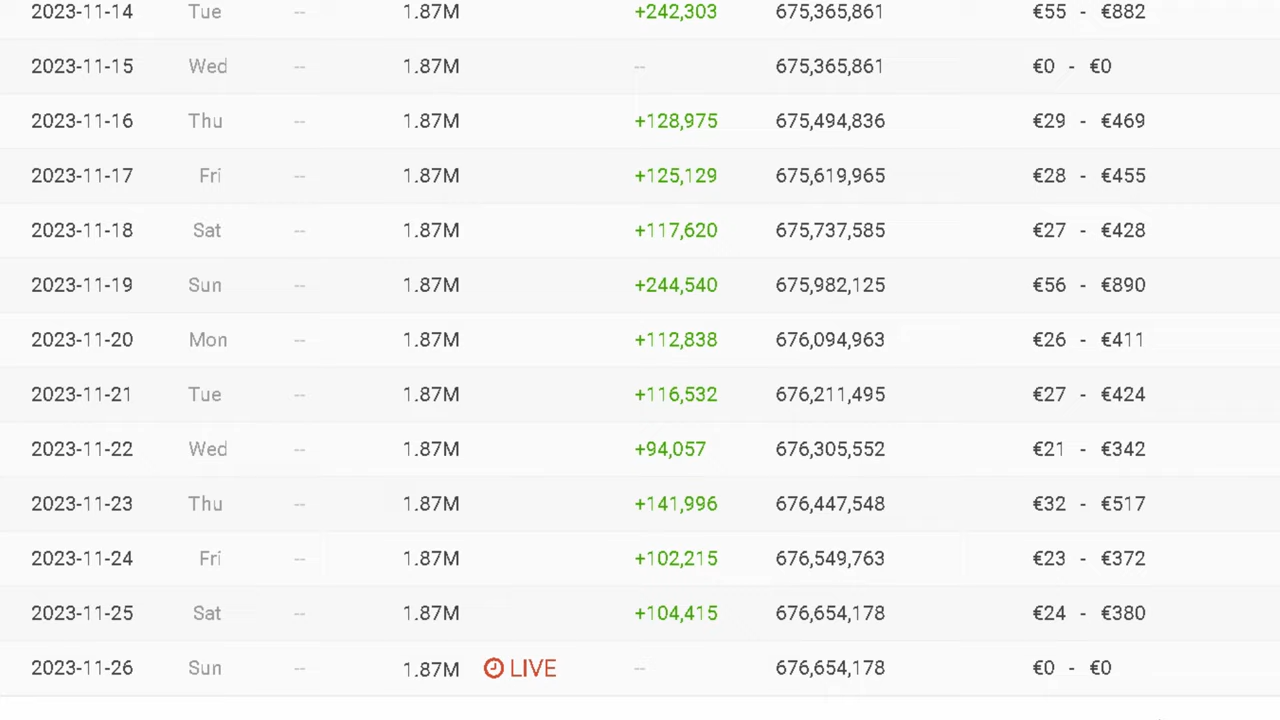 2023-11-14 Tue -- 1.87M +242,303 675,365,861 €55 - €882
2023-11-15 Wed -- 1.87M -- 675,365,861 €0 - €0
2023-11-16 Thu -- 1.87M +128,975 675,494,836 €29 - €469
2023-11-17 Fri -- 1.87M +125,129 675,619,965 €28 - €455
2023-11-18 Sat -- 1.87M +117,620 675,737,585 €27 - €428
2023-11-19 Sun -- 1.87M +244,540 675,982,125 €56 - €890
2023-11-20 Mon -- 1.87M +112,838 676,094,963 €26 - €411
2023-11-21 Tue -- 1.87M +116,532 676,211,495 €27 - €424
2023-11-22 Wed -- 1.87M +94,057 676,305,552 €21 - €342
2023-11-23 Thu -- 1.87M +141,996 676,447,548 €32 - €517
2023-11-24 Fri -- 1.87M +102,215 676,549,763 €23 - €372
2023-11-25 Sat -- 1.87M +104,415 676,654,178 €24 - €380
2023-11-26 Sun -- 1.87M LIVE -- 676,654,178 €0 - €0